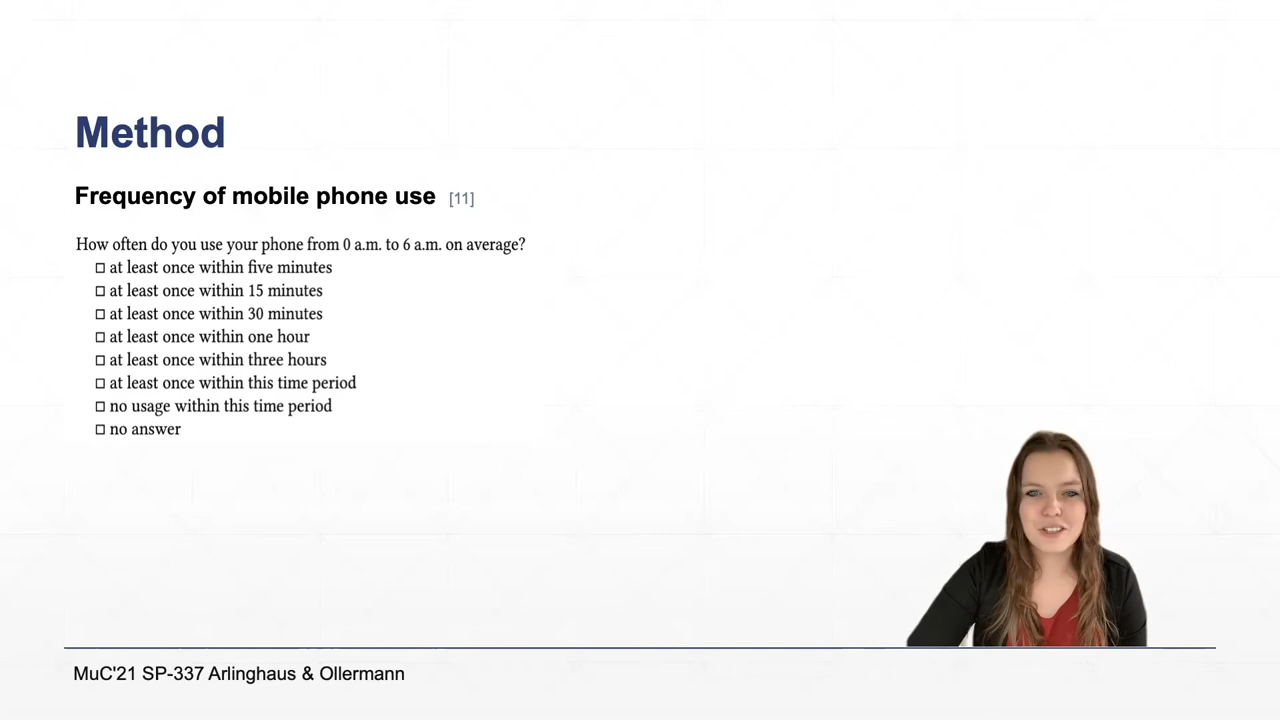 Method
Frequency of mobile phone use [11]
How often do you use your phone from 0 a.m. to 6 a.m. on average?
☐ at least once within five minutes
☐ at least once within 15 minutes
☐ at least once within 30 minutes
☐ at least once within one hour
☐ at least once within three hours
☐ at least once within this time period
☐ no usage within this time period
☐ no answer
MuC'21 SP-337 Arlinghaus & Ollermann